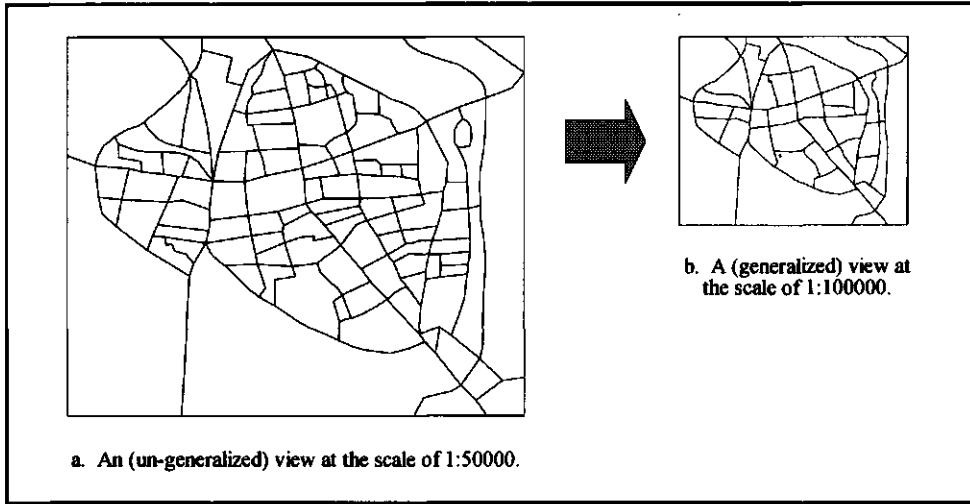 a. An (un-generalized) view at the scale of 1:50000.
b. A (generalized) view at
the scale of 1:100000.